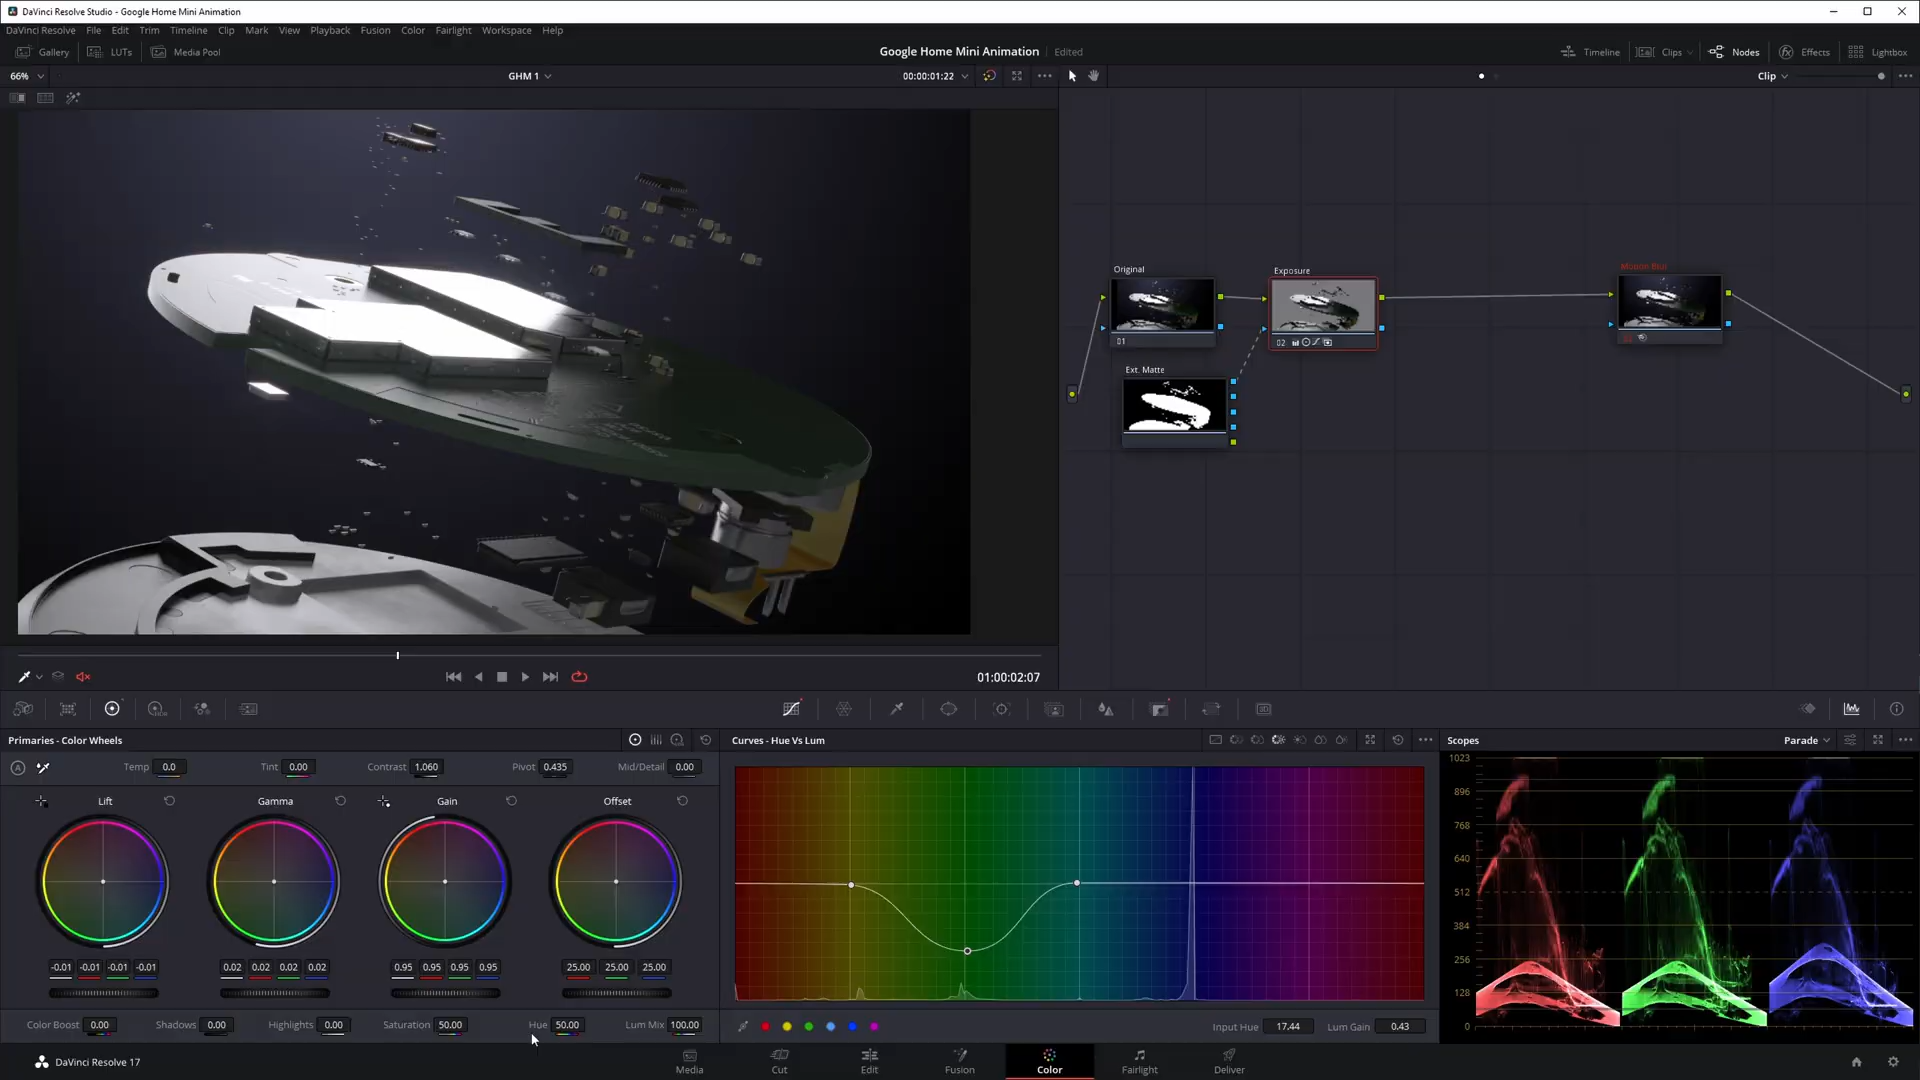 DaVinci Resolve Studio - Google Home Mini Animation
DaVinci Resolve File Edit Trim Timeline Clip Mark View Playback Fusion Color Fairlight Workspace Help
Gallery LUTs Media Pool Google Home Mini Animation Edited Timeline Clips Nodes Effects Lightbox
66% GHM 1 00:00:01:22 Clip
Original
01
Exposure
02
Motion Blur
Ext. Matte
01:00:02:07
Primaries - Color Wheels
Temp 0.0 Tint 0.00 Contrast 1.060 Pivot 0.435 Mid/Detail 0.00
Lift Gamma Gain Offset
-0.01 -0.01 -0.01 -0.01 0.02 0.02 0.02 0.02 0.95 0.95 0.95 0.95 25.00 25.00 25.00
Color Boost 0.00 Shadows 0.00 Highlights 0.00 Saturation 50.00 Hue 50.00 Lum Mix 100.00
Curves - Hue Vs Lum
Input Hue 17.44 Lum Gain 0.43
Scopes Parade
1023
896
768
640
512
384
256
128
0
DaVinci Resolve 17
Media Cut Edit Fusion Color Fairlight Deliver